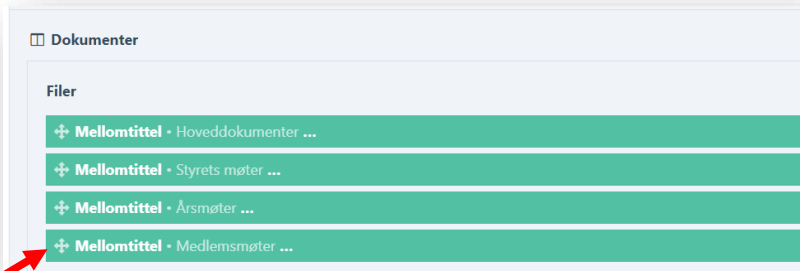 Dokumenter
Filer
Mellomtittel • Hoveddokumenter ...
Mellomtittel • Styrets møter ...
Mellomtittel • Årsmøter ...
Mellomtittel • Medlemsmøter ...